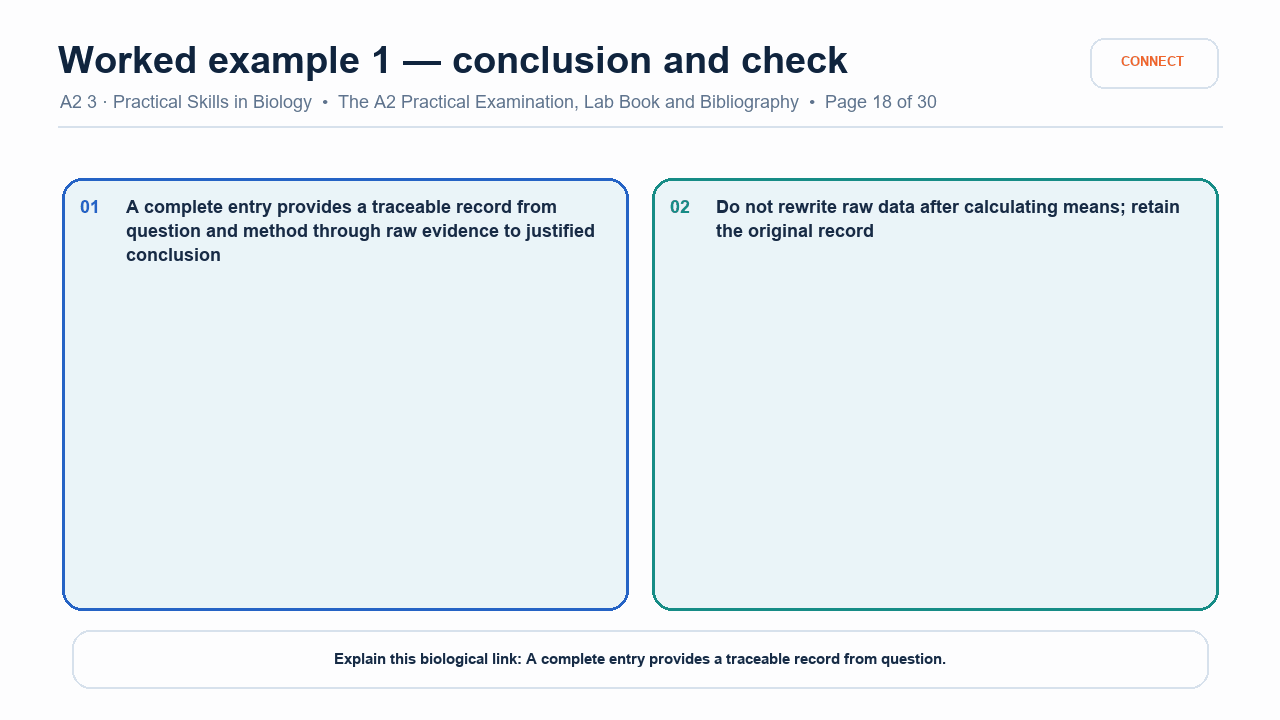 Worked example 1 — conclusion and check
CONNECT
A2 3 · Practical Skills in Biology • The A2 Practical Examination, Lab Book and Bibliography • Page 18 of 30
01 A complete entry provides a traceable record from
question and method through raw evidence to justified
conclusion
02 Do not rewrite raw data after calculating means; retain
the original record
Explain this biological link: A complete entry provides a traceable record from question.